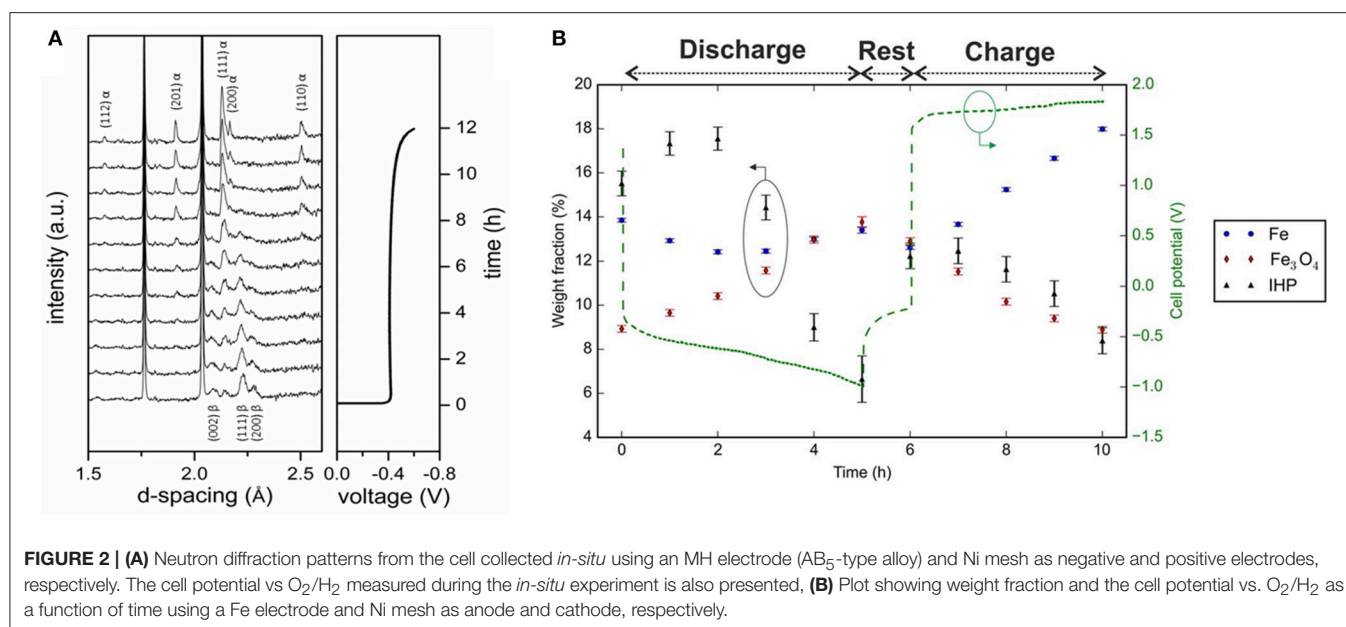 A
(112) α
(201) α
(111) α
(200) α
(110) α
intensity (a.u.)
(002) β
(111) β
(200) β
1.5
2.0
2.5
d-spacing (Å)
12
10
8
6
4
2
0
time (h)
0.0
-0.4
-0.8
voltage (V)
B
Discharge
Rest
Charge
20
18
16
14
12
10
8
6
4
Weight fraction (%)
0
2
4
6
8
10
Time (h)
2.0
1.5
1.0
0.5
0.0
−0.5
−1.0
−1.5
Cell potential (V)
Fe
Fe3O4
IHP
FIGURE 2 | (A) Neutron diffraction patterns from the cell collected in-situ using an MH electrode (AB5-type alloy) and Ni mesh as negative and positive electrodes,
respectively. The cell potential vs O2/H2 measured during the in-situ experiment is also presented, (B) Plot showing weight fraction and the cell potential vs. O2/H2 as
a function of time using a Fe electrode and Ni mesh as anode and cathode, respectively.